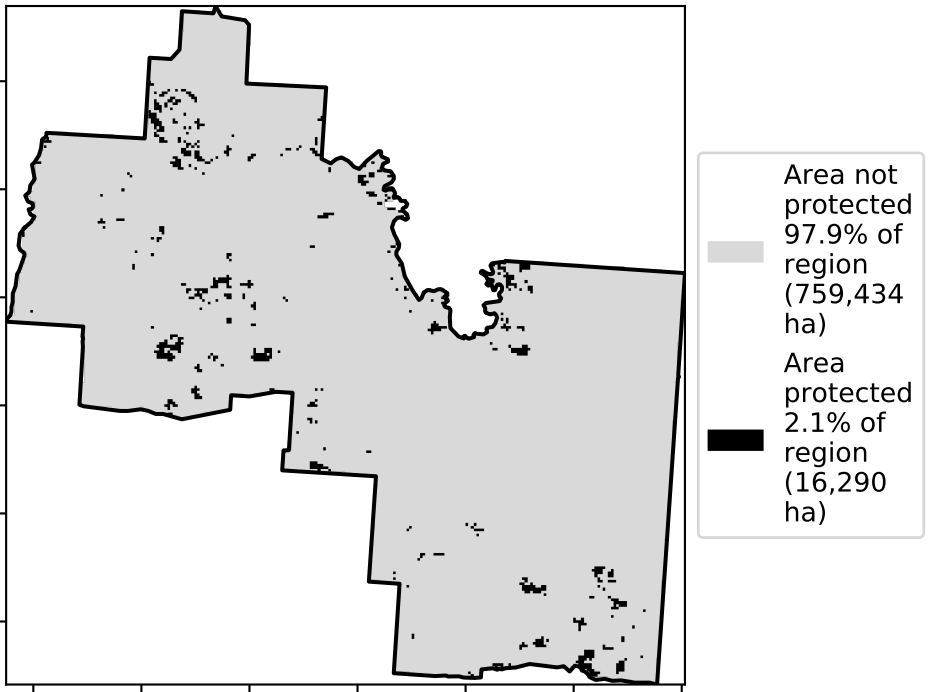 Area not
protected
97.9% of
region
(759,434
ha)
Area
protected
2.1% of
region
(16,290
ha)